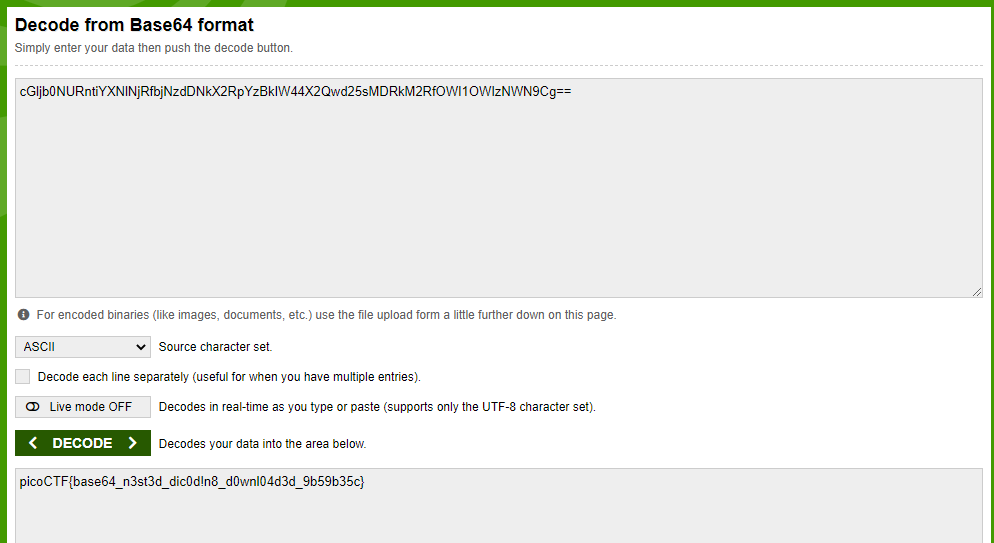 Decode from Base64 format
Simply enter your data then push the decode button.
cGljb0NURntiYXNlNjRfbjNzdDNkX2RpYzBkIW44X2Qwd25sMDRkM2RfOWI1OWIzNWN9Cg==
For encoded binaries (like images, documents, etc.) use the file upload form a little further down on this page.
ASCII Source character set.
Decode each line separately (useful for when you have multiple entries).
Live mode OFF Decodes in real-time as you type or paste (supports only the UTF-8 character set).
< DECODE > Decodes your data into the area below.
picoCTF{base64_n3st3d_dic0d!n8_d0wnl04d3d_9b59b35c}